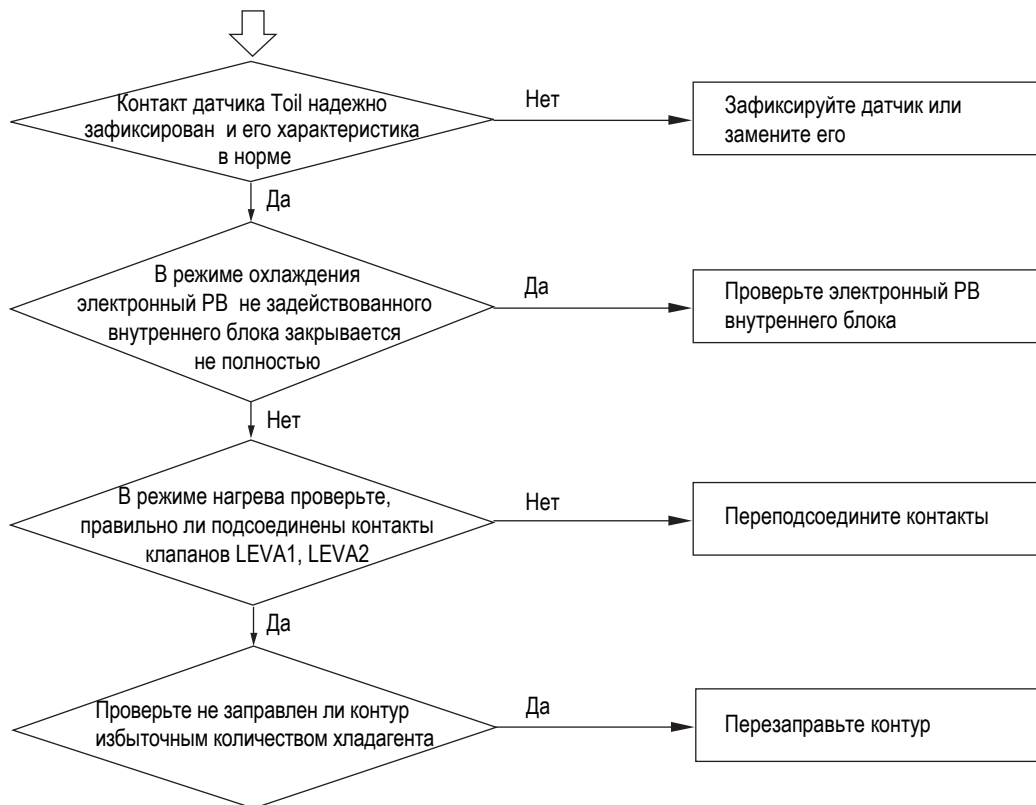 Контакт датчика Toil надежно
зафиксирован и его характеристика
в норме
Нет
Зафиксируйте датчик или
замените его
Да
В режиме охлаждения
электронный РВ не задействованного
внутреннего блока закрывается
не полностью
Да
Проверьте электронный РВ
внутреннего блока
Нет
В режиме нагрева проверьте,
правильно ли подсоединены контакты
клапанов LEVA1, LEVA2
Нет
Переподсоедините контакты
Да
Проверьте не заправлен ли контур
избыточным количеством хладагента
Да
Перезаправьте контур